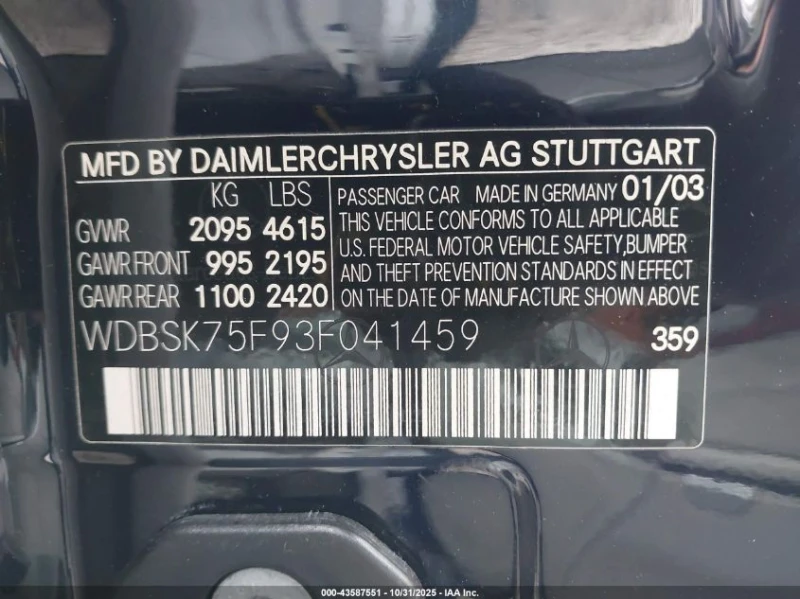 MFD BY DAIMLERCHRYSLER AG STUTTGART
KG LBS
GVWR 2095 4615
GAWR FRONT 995 2195
GAWR REAR 1100 2420
PASSENGER CAR MADE IN GERMANY 01/03
THIS VEHICLE CONFORMS TO ALL APPLICABLE
U.S. FEDERAL MOTOR VEHICLE SAFETY,BUMPER
AND THEFT PREVENTION STANDARDS IN EFFECT
ON THE DATE OF MANUFACTURE SHOWN ABOVE
WDBSK75F93F041459 359
000-43587551 | 10/31/2025 - IAA Inc.